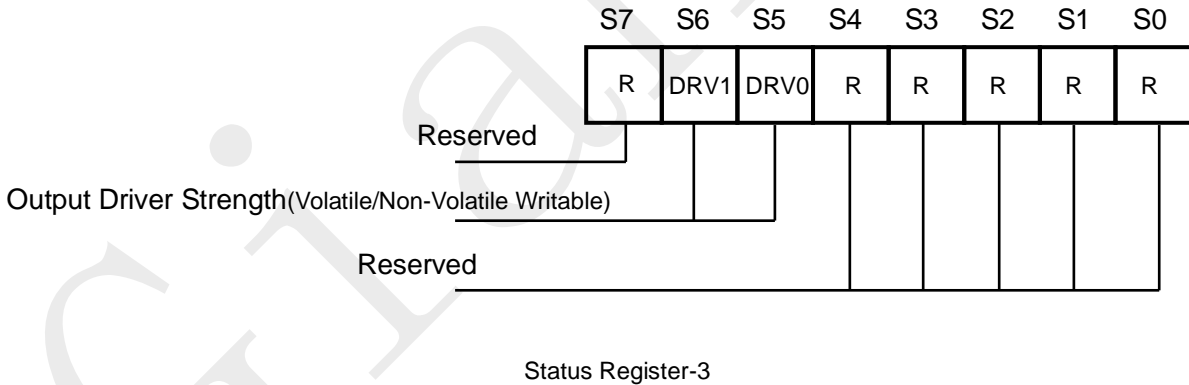 S7 S6 S5 S4 S3 S2 S1 S0
R DRV1 DRV0 R R R R R
Reserved
Output Driver Strength(Volatile/Non-Volatile Writable)
Reserved
Status Register-3